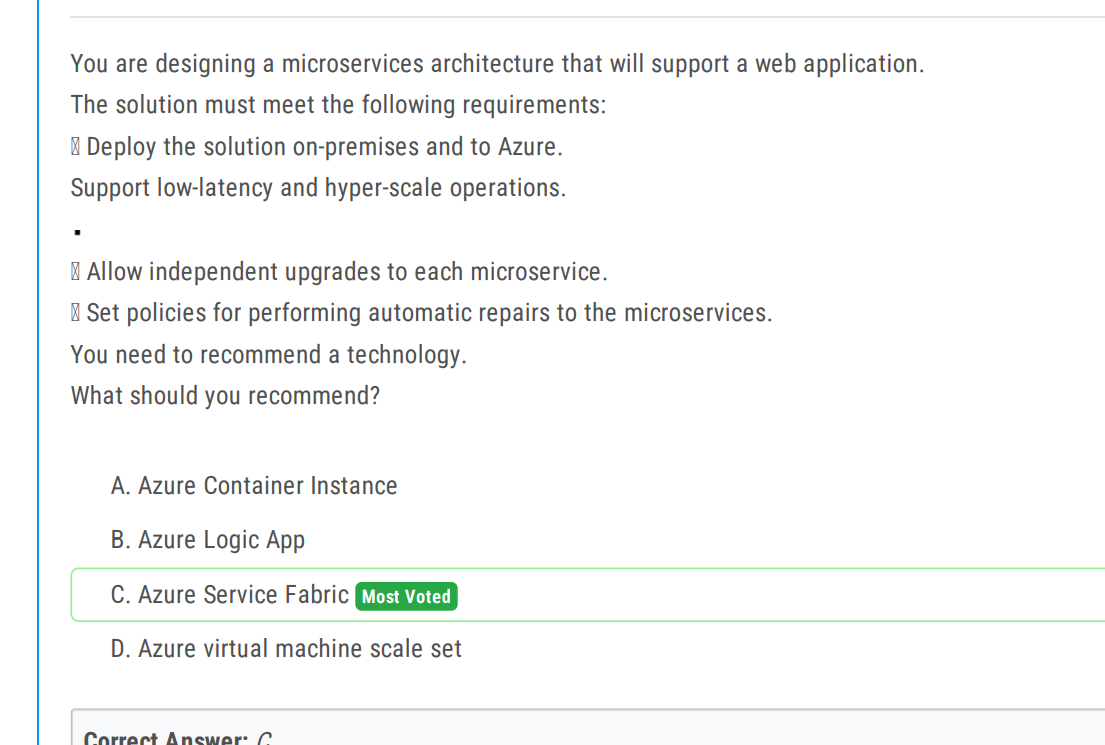 You are designing a microservices architecture that will support a web application.
The solution must meet the following requirements:
Deploy the solution on-premises and to Azure.
Support low-latency and hyper-scale operations.
▪
Allow independent upgrades to each microservice.
Set policies for performing automatic repairs to the microservices.
You need to recommend a technology.
What should you recommend?
A. Azure Container Instance
B. Azure Logic App
C. Azure Service Fabric Most Voted
D. Azure virtual machine scale set
Correct Answer: C